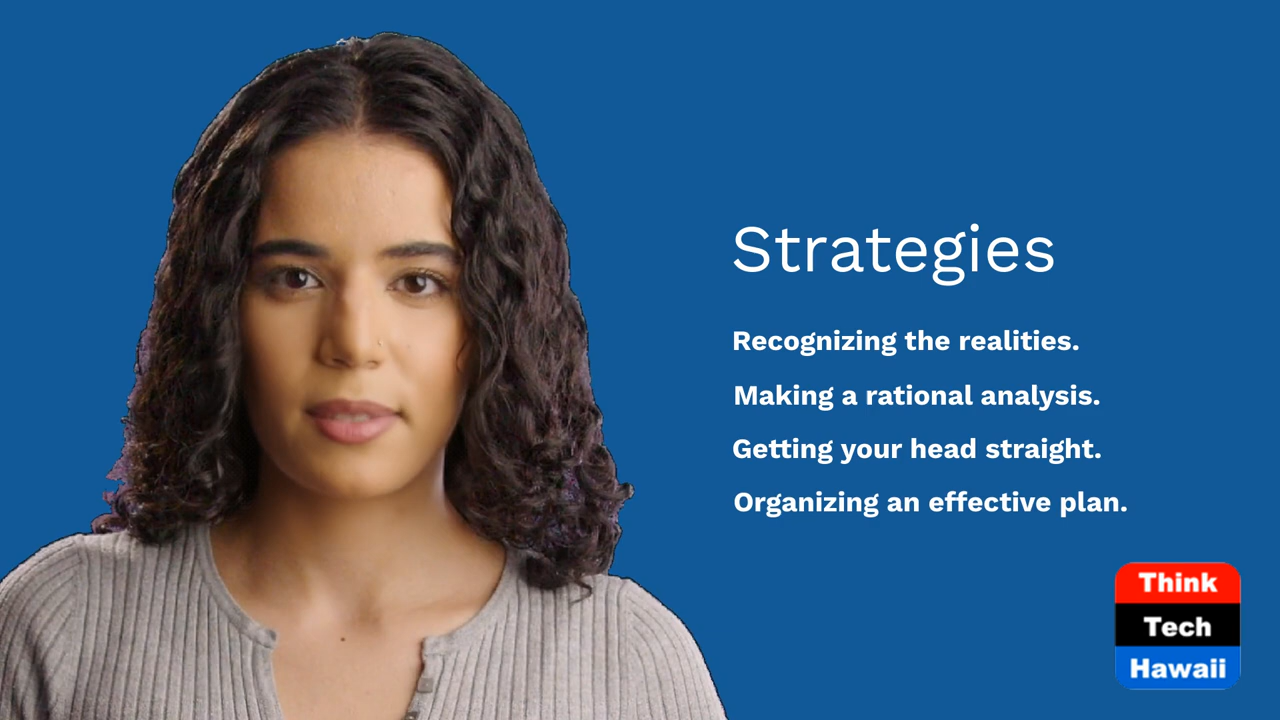 Strategies
Recognizing the realities.
Making a rational analysis.
Getting your head straight.
Organizing an effective plan.
Think
Tech
Hawaii